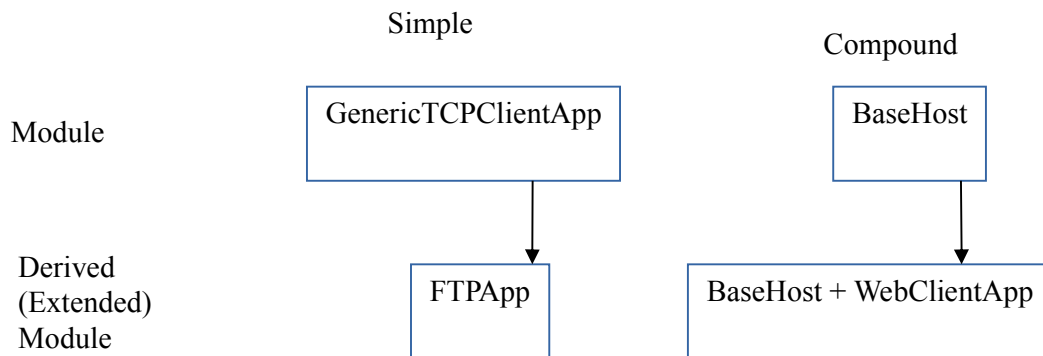 Simple
Compound
Module
GenericTCPClientApp
BaseHost
Derived
(Extended)
Module
FTPApp
BaseHost + WebClientApp